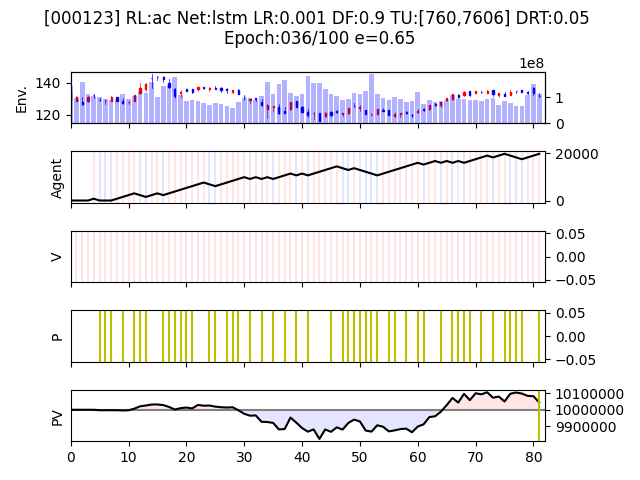 [000123] RL:ac Net:lstm LR:0.001 DF:0.9 TU:[760,7606] DRT:0.05
Epoch:036/100 e=0.65
1e8
140
120
Env.
1
0
Agent
20000
0
V
0.05
0.00
−0.05
P
0.05
0.00
−0.05
PV
10100000
10000000
9900000
0 10 20 30 40 50 60 70 80